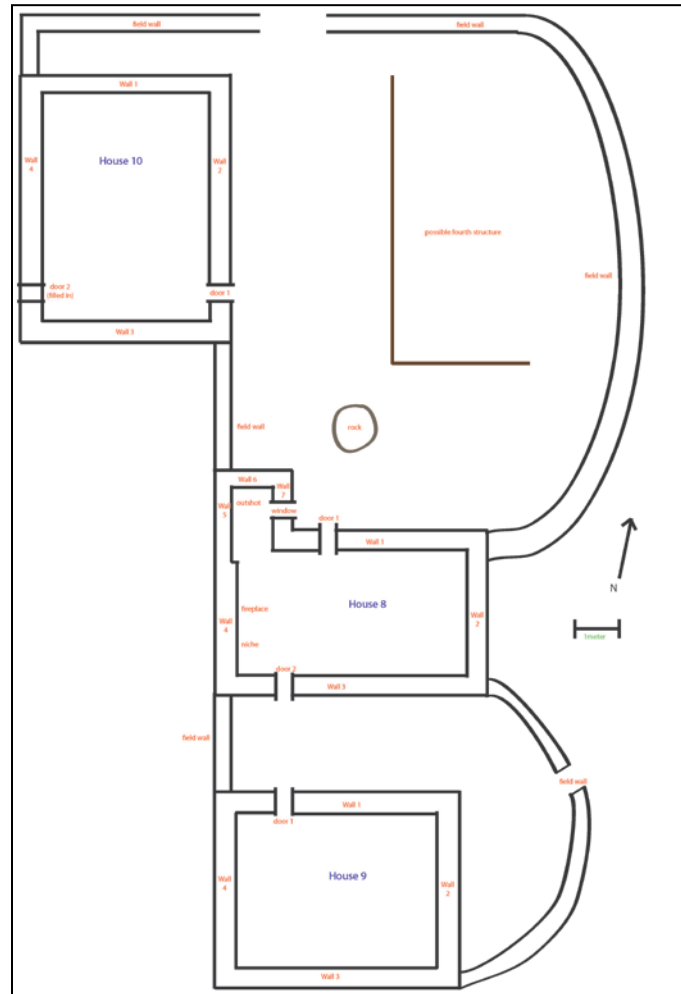 field wall
field wall
Wall 1
House 10
Wall
4
Wall
2
possible fourth structure
field wall
door 2
(filled in)
door 1
Wall 3
field wall
rock
Wall 6
Wall
7
outshot
Wall
5
window
door 1
Wall 1
N
House 8
fireplace
Wall
4
Wall
2
1meter
niche
door 2
Wall 3
field wall
field wall
Wall 1
door 1
House 9
Wall
4
Wall
2
Wall 3